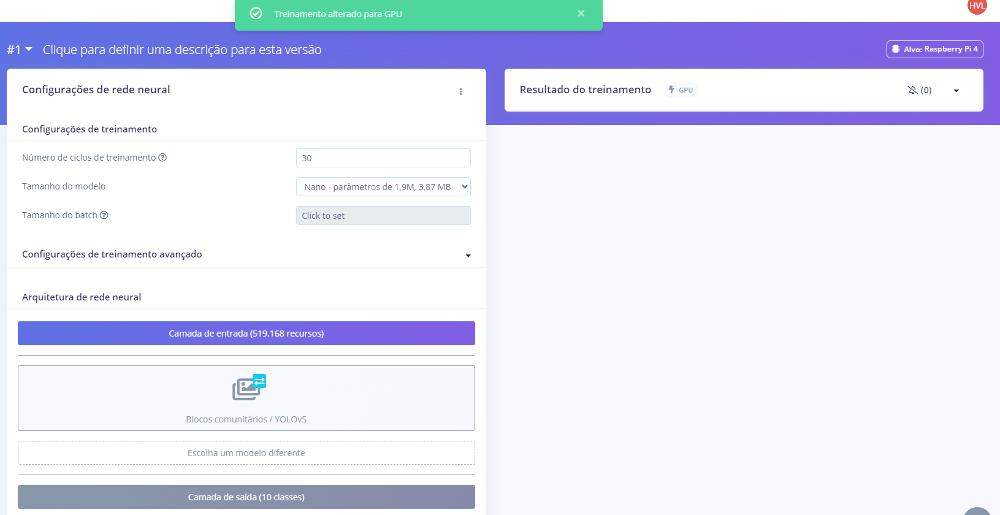 Treinamento alterado para GPU ×
HVL
#1 Clique para definir uma descrição para esta versão
Alvo: Raspberry Pi 4
Configurações de rede neural
Configurações de treinamento
Número de ciclos de treinamento ?
30
Tamanho do modelo
Nano - parâmetros de 1,9M, 3,87 MB
Tamanho do batch ?
Click to set
Configurações de treinamento avançado
Arquitetura de rede neural
Camada de entrada (519.168 recursos)
Blocos comunitários / YOLOv5
Escolha um modelo diferente
Camada de saída (10 classes)
Resultado do treinamento
GPU
(0)